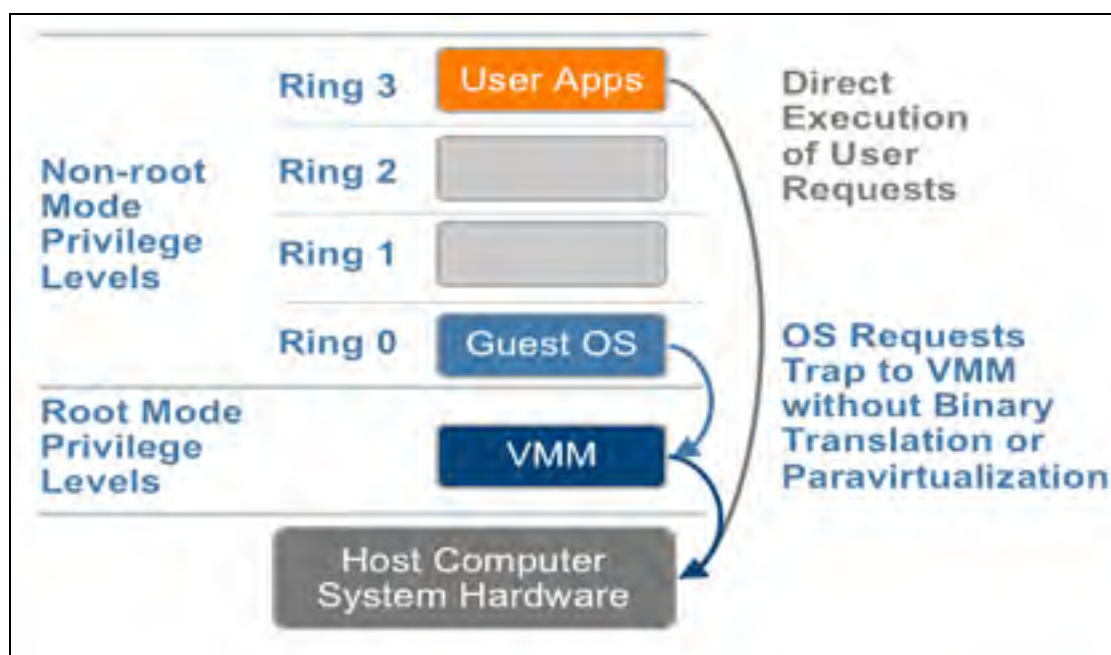 Ring 3
User Apps
Direct
Execution
of User
Requests
Non-root
Mode
Privilege
Levels
Ring 2
Ring 1
Ring 0
Guest OS
OS Requests
Trap to VMM
without Binary
Translation or
Paravirtualization
Root Mode
Privilege
Levels
VMM
Host Computer
System Hardware